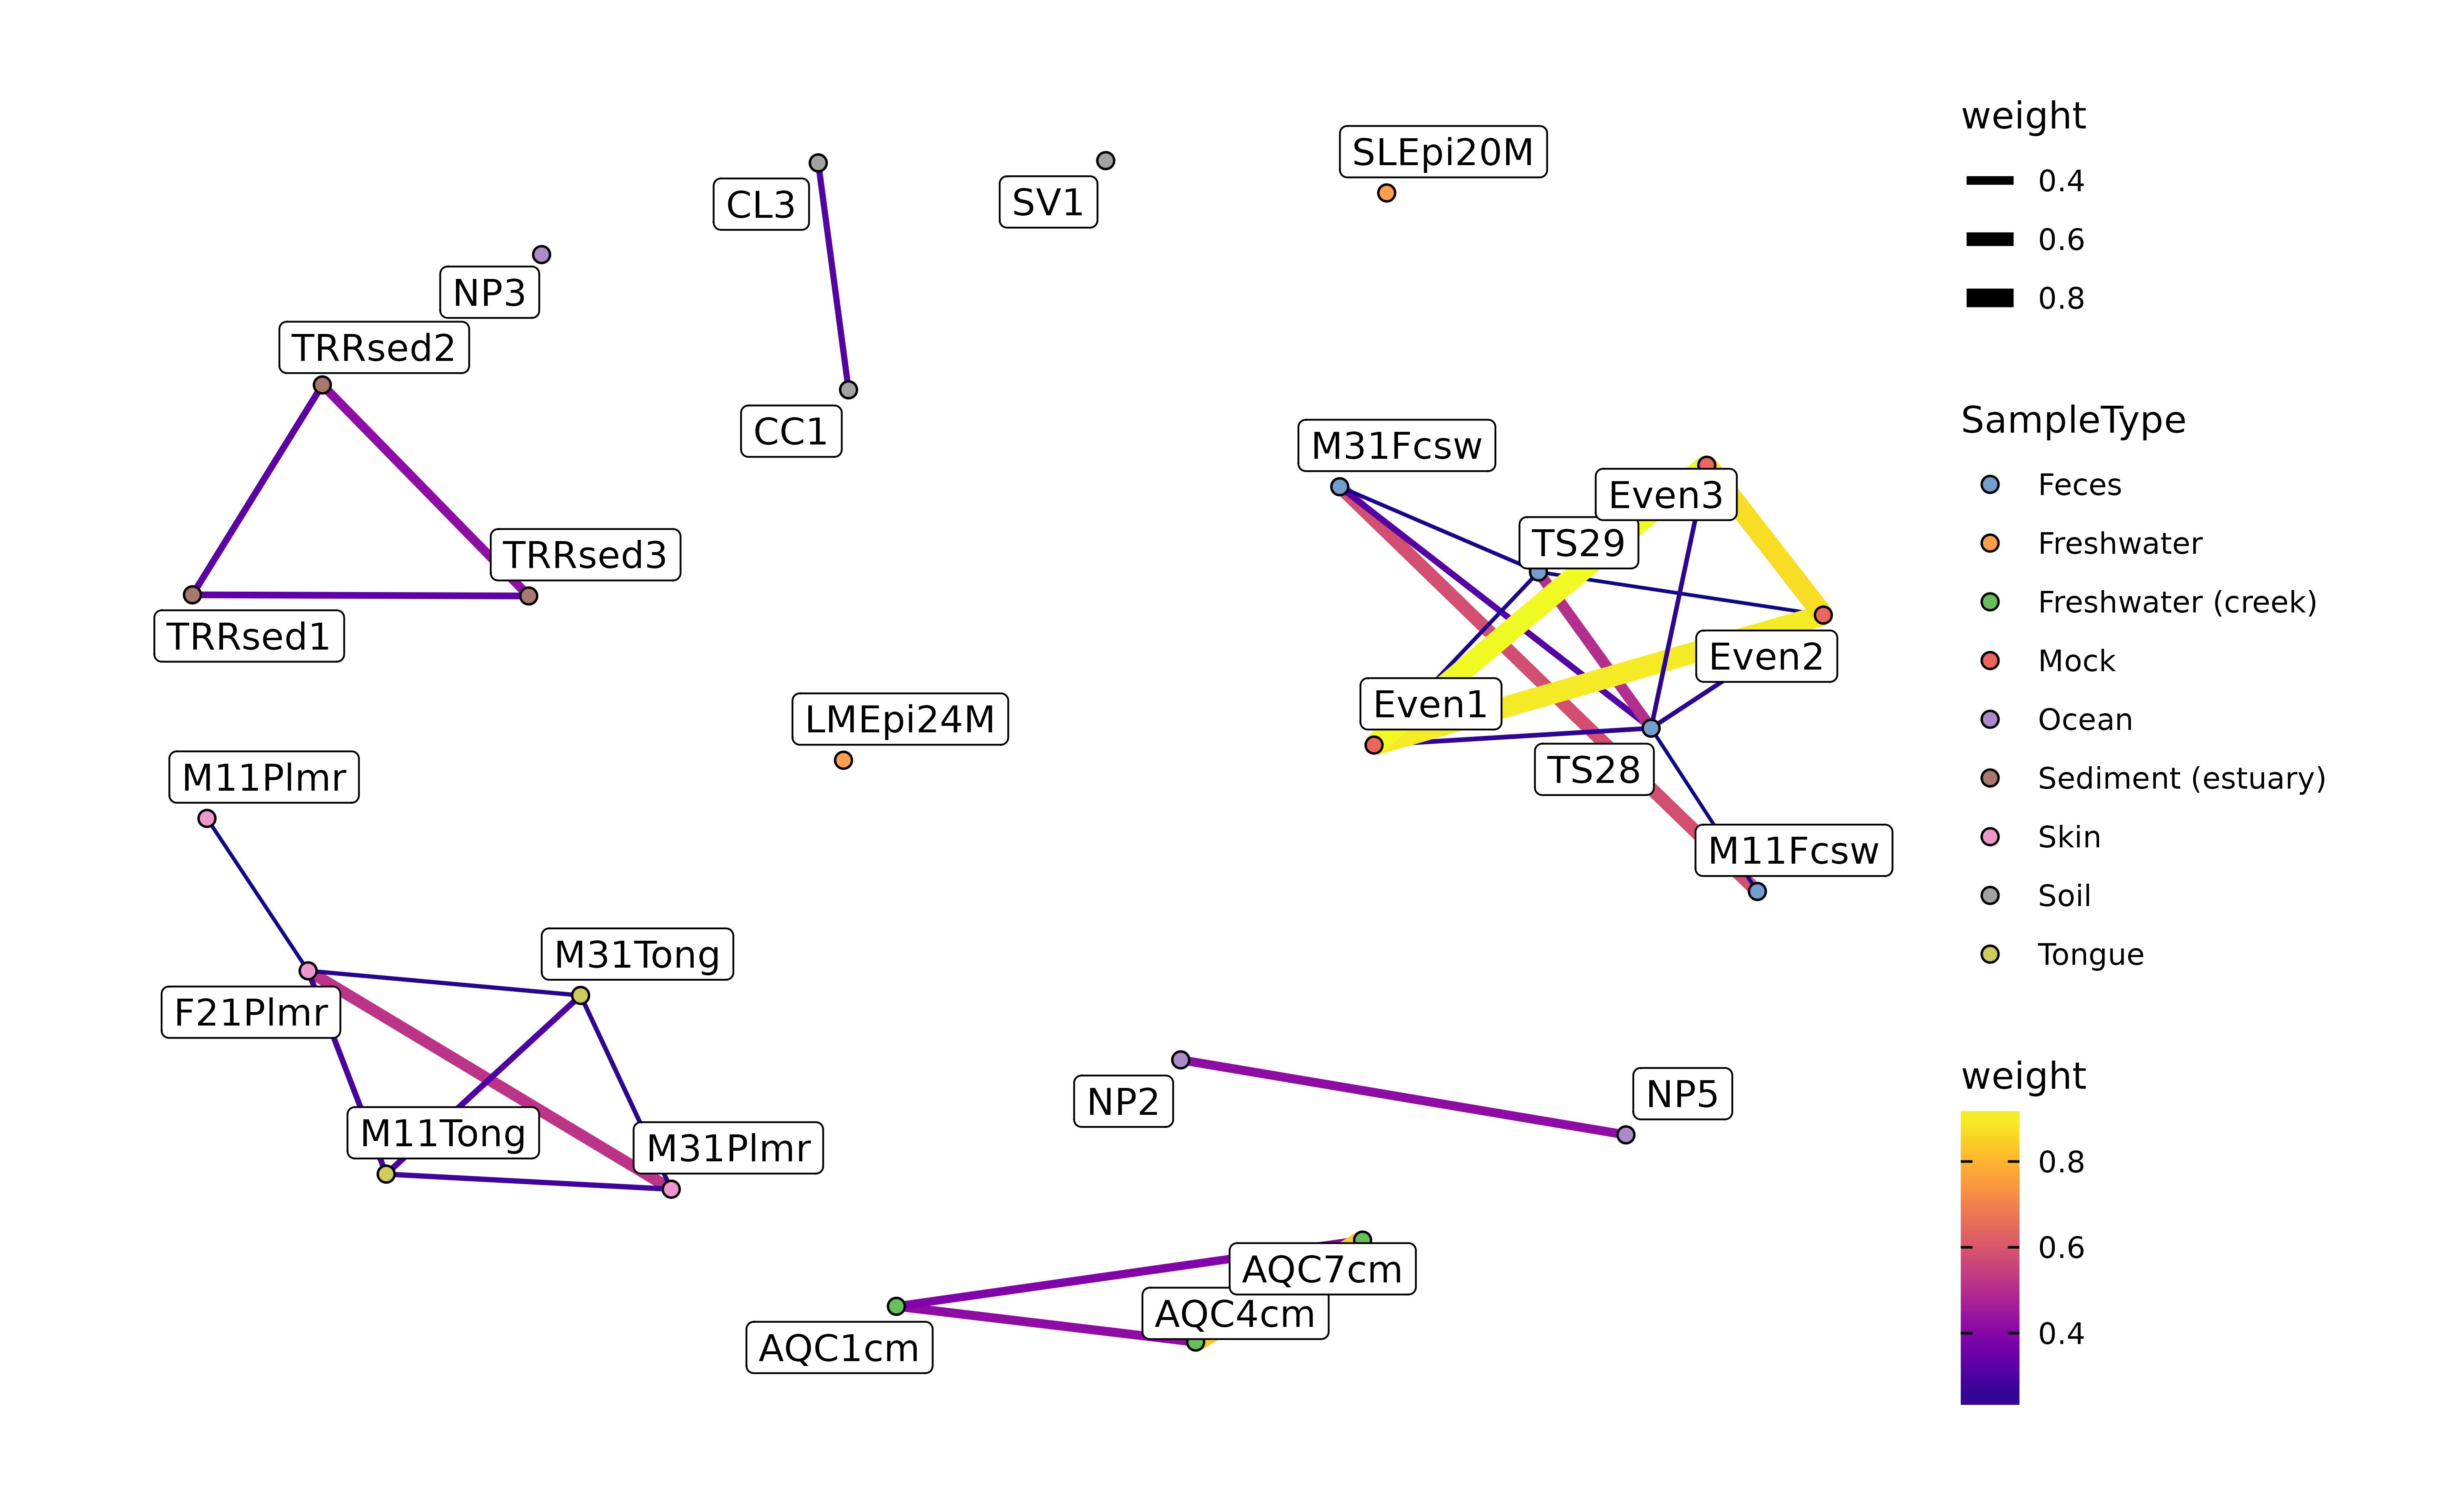 SLEpi20M
CL3
SV1
NP3
TRRsed2
CC1
M31Fcsw
Even3
TS29
TRRsed3
TRRsed1
Even2
Even1
LMEpi24M
TS28
M11Plmr
M11Fcsw
M31Tong
F21Plmr
NP2
NP5
M11Tong
M31Plmr
AQC7cm
AQC4cm
AQC1cm
weight
0.4
0.6
0.8
SampleType
Feces
Freshwater
Freshwater (creek)
Mock
Ocean
Sediment (estuary)
Skin
Soil
Tongue
weight
0.8
0.6
0.4